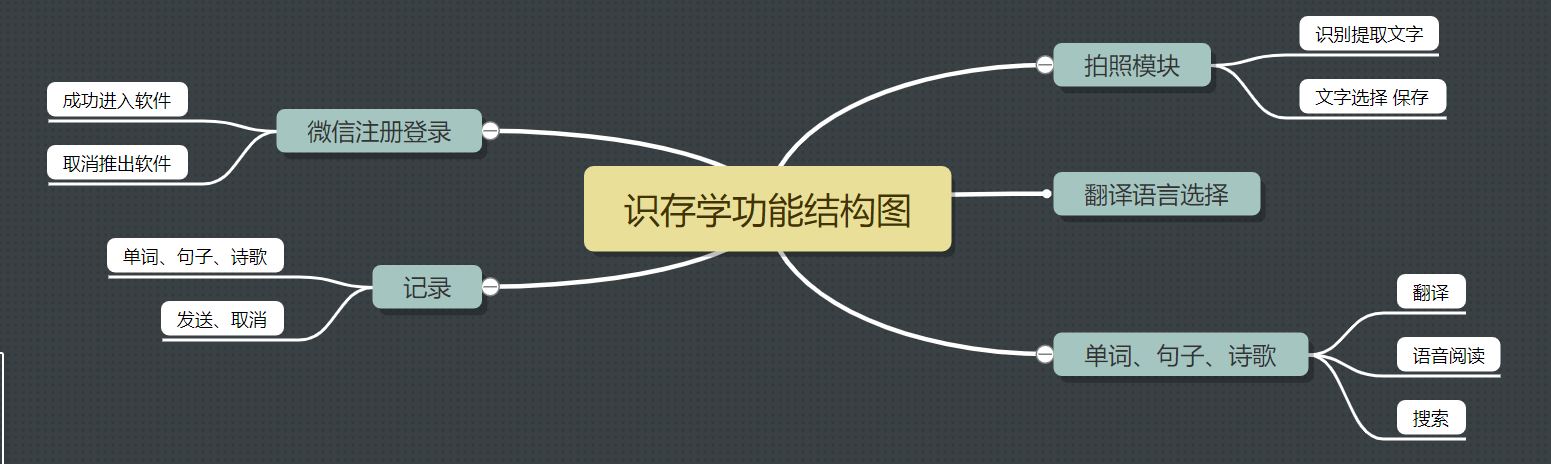 识存学功能结构图
拍照模块
识别提取文字
文字选择 保存
翻译语言选择
单词、句子、诗歌
翻译
语音阅读
搜索
微信注册登录
成功进入软件
取消推出软件
记录
单词、句子、诗歌
发送、取消